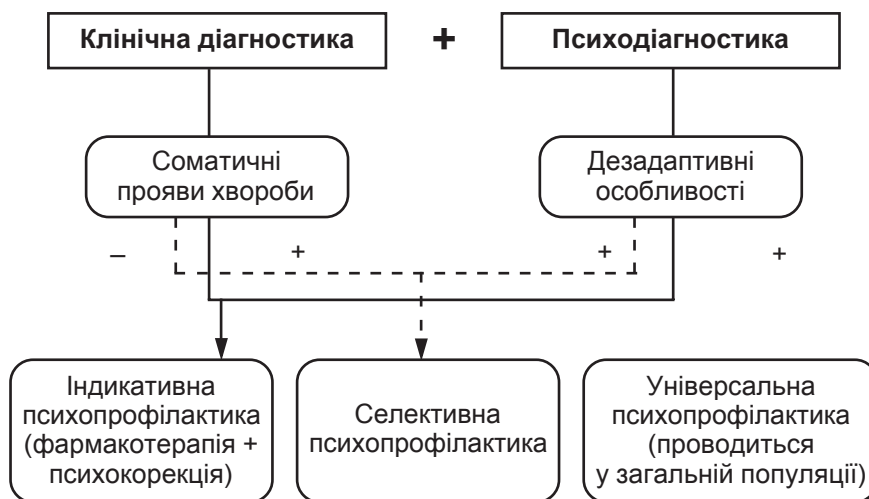 Клінічна діагностика
+
Психодіагностика
Соматичні
прояви хвороби
Дезадаптивні
особливості
–
+
+
+
Індикативна
психопрофілактика
(фармакотерапія +
психокорекція)
Селективна
психопрофілактика
Універсальна
психопрофілактика
(проводиться
у загальній популяції)